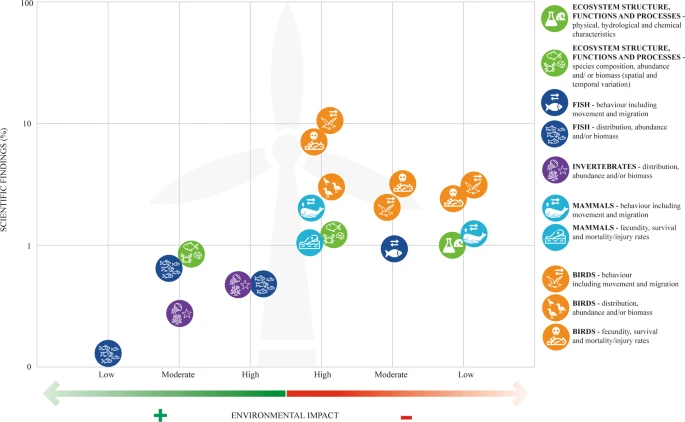 100
10
1
0
SCIENTIFIC FINDINGS (%)
Low
Moderate
High
High
Moderate
Low
+
ENVIRONMENTAL IMPACT
-
ECOSYSTEM STRUCTURE,
FUNCTIONS AND PROCESSES -
physical, hydrological and chemical
characteristics
ECOSYSTEM STRUCTURE,
FUNCTIONS AND PROCESSES -
species composition, abundance
and/ or biomass (spatial and
temporal variation)
FISH - behaviour including
movement and migration
FISH - distribution, abundance
and/or biomass
INVERTEBRATES - distribution,
abundance and/or biomass
MAMMALS - behaviour including
movement and migration
MAMMALS - fecundity, survival
and mortality/injury rates
BIRDS - behaviour
including movement and migration
BIRDS - distribution,
abundance and/or biomass
BIRDS - fecundity, survival
and mortality/injury rates